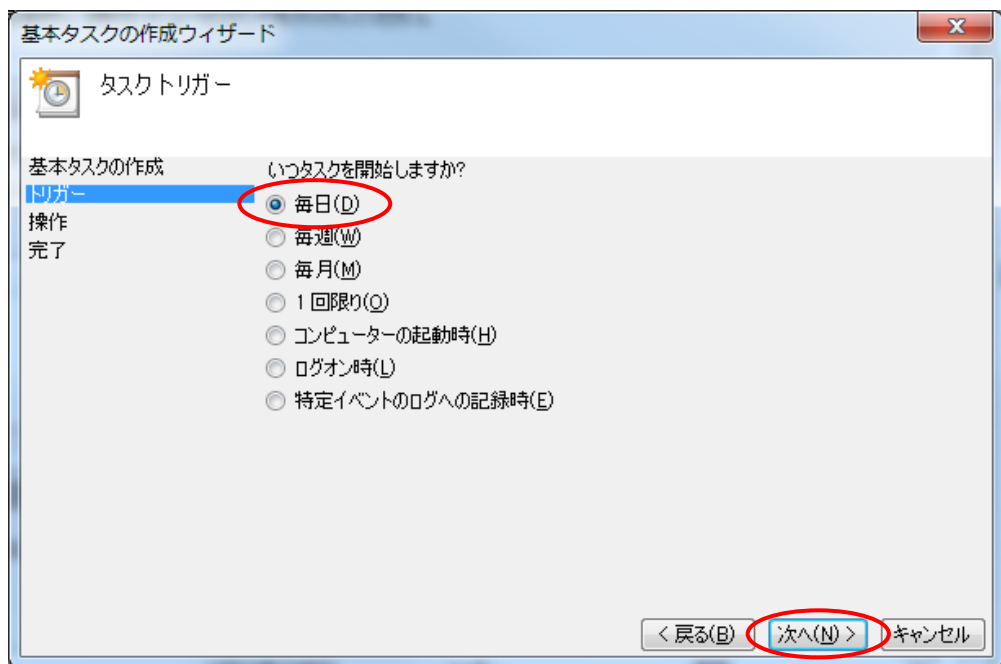 基本タスクの作成ウィザード
タスクトリガー
基本タスクの作成
トリガー
操作
完了
いつタスクを開始しますか?
毎日(D)
毎週(W)
毎月(M)
1 回限り(O)
コンピューターの起動時(H)
ログオン時(L)
特定イベントのログへの記録時(E)
< 戻る(B)
次へ(N) >
キャンセル